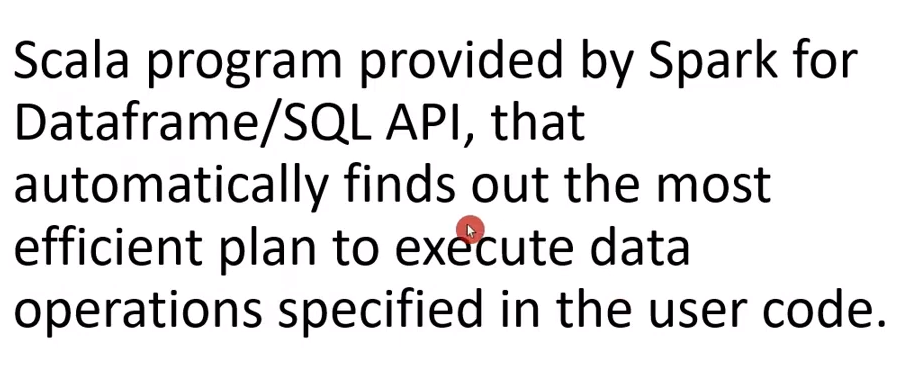 Scala program provided by Spark for
Dataframe/SQL API, that
automatically finds out the most
efficient plan to execute data
operations specified in the user code.